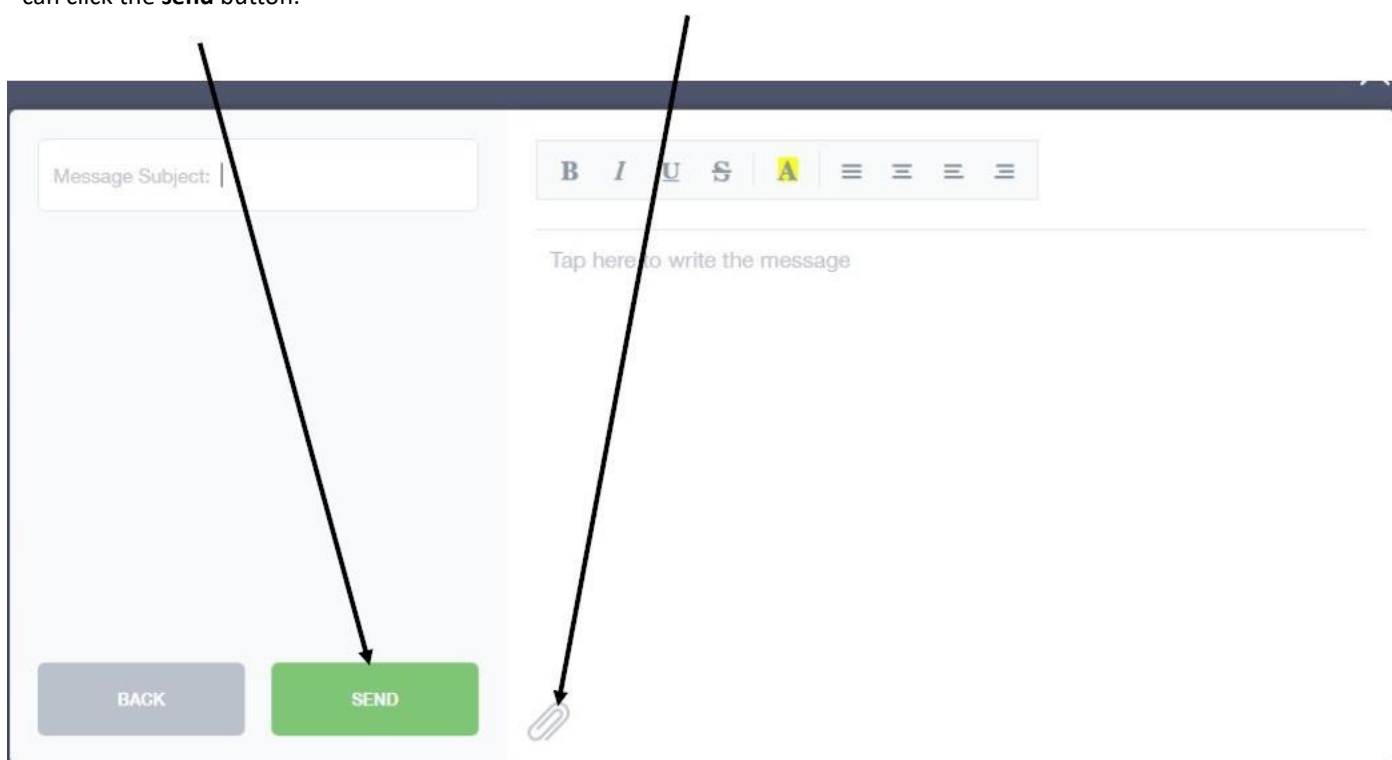 can click the send button.
Message Subject:
B I U S A
Tap here to write the message
BACK SEND